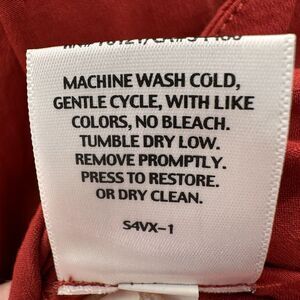 MACHINE WASH COLD,
GENTLE CYCLE, WITH LIKE
COLORS, NO BLEACH.
TUMBLE DRY LOW.
REMOVE PROMPTLY.
PRESS TO RESTORE.
OR DRY CLEAN.
S4VX-1